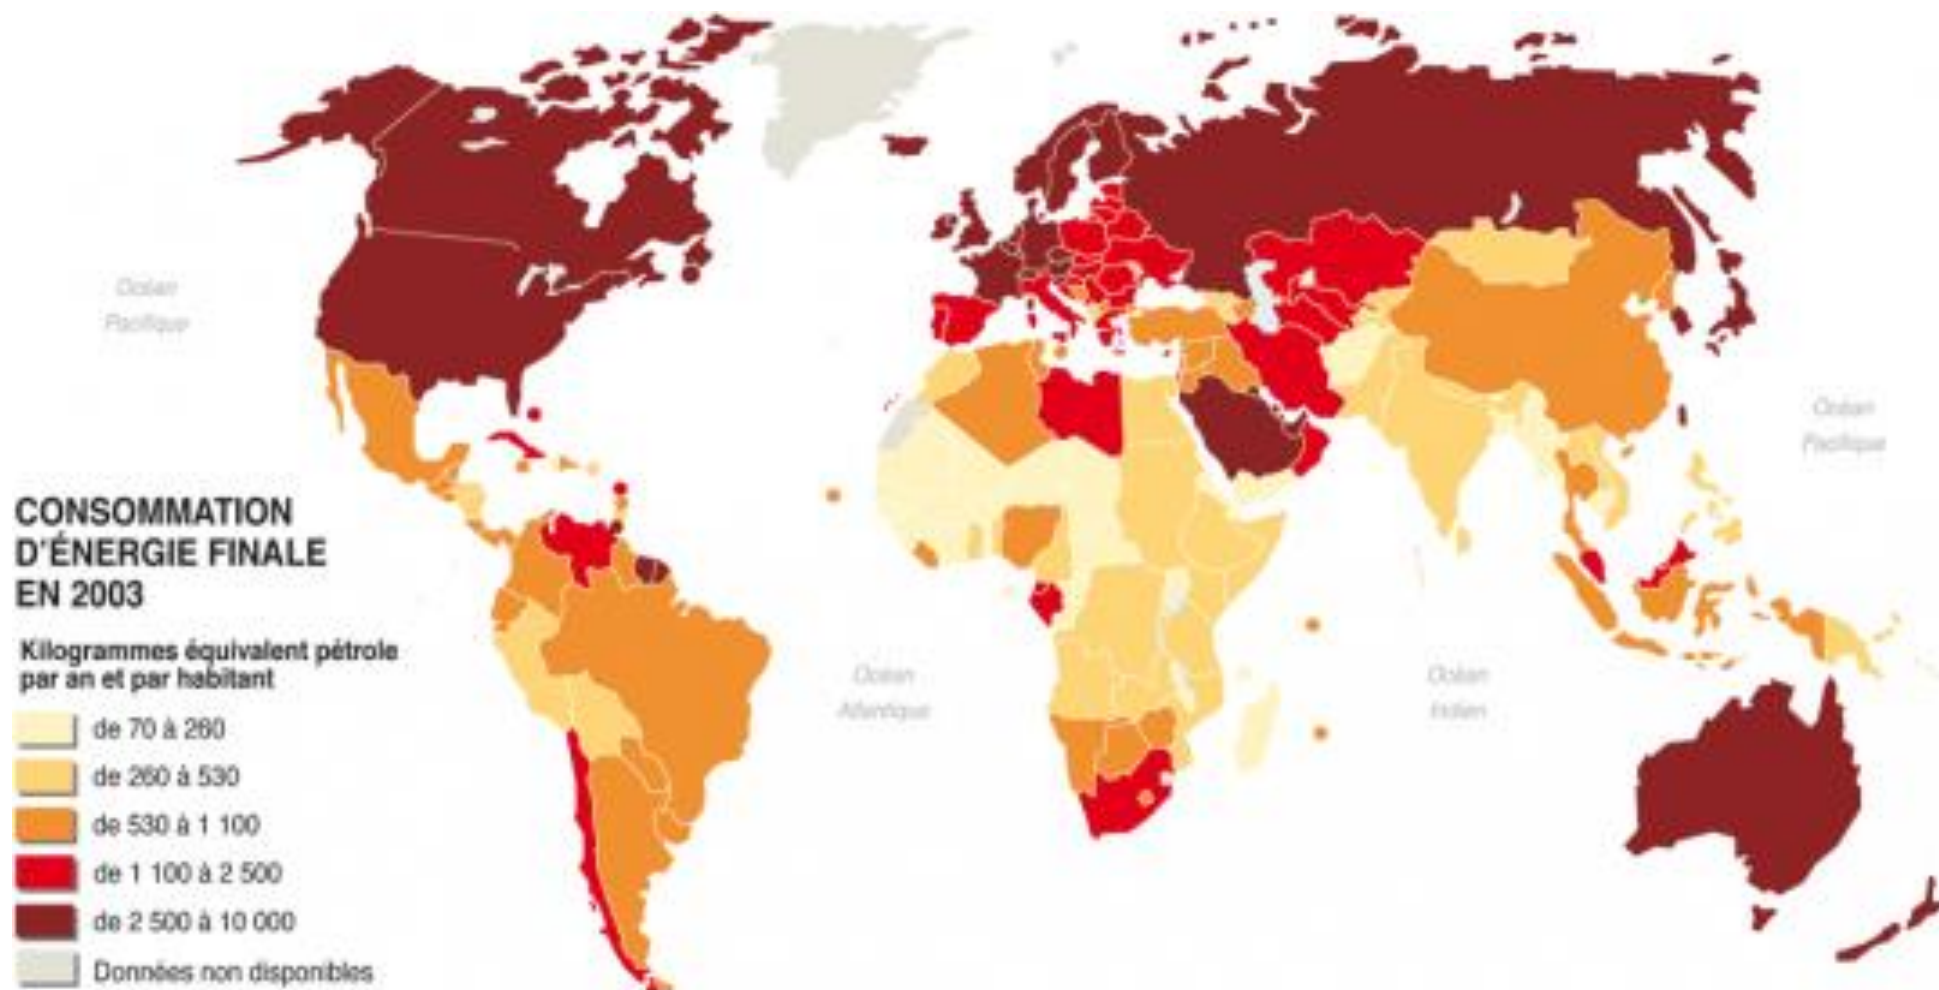 Océan
Pacifique
Océan
Pacifique
CONSOMMATION
D'ÉNERGIE FINALE
EN 2003
Kilogrammes équivalent pétrole
par an et par habitant
de 70 à 260
de 260 à 530
de 530 à 1 100
de 1 100 à 2 500
de 2 500 à 10 000
Données non disponibles
Océan
Atlantique
Océan
Indien